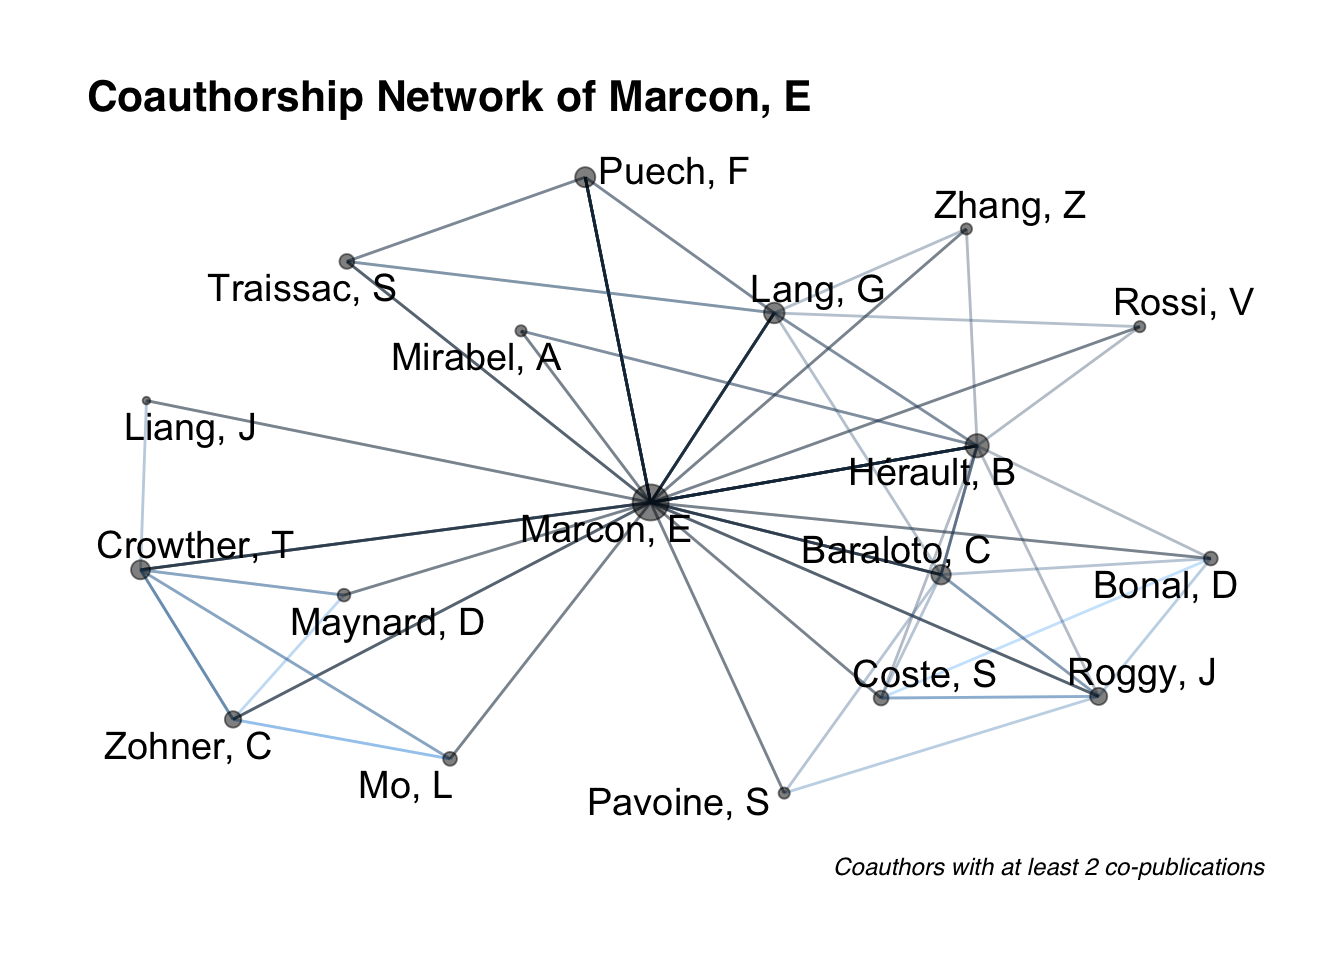 Coauthorship Network of Marcon, E
Puech, F
Zhang, Z
Traissac, S
Lang, G
Rossi, V
Mirabel, A
Liang, J
Hérault, B
Marcon, E
Crowther, T
Baraloto, C
Bonal, D
Maynard, D
Coste, S
Roggy, J
Zohner, C
Mo, L
Pavoine, S
Coauthors with at least 2 co-publications